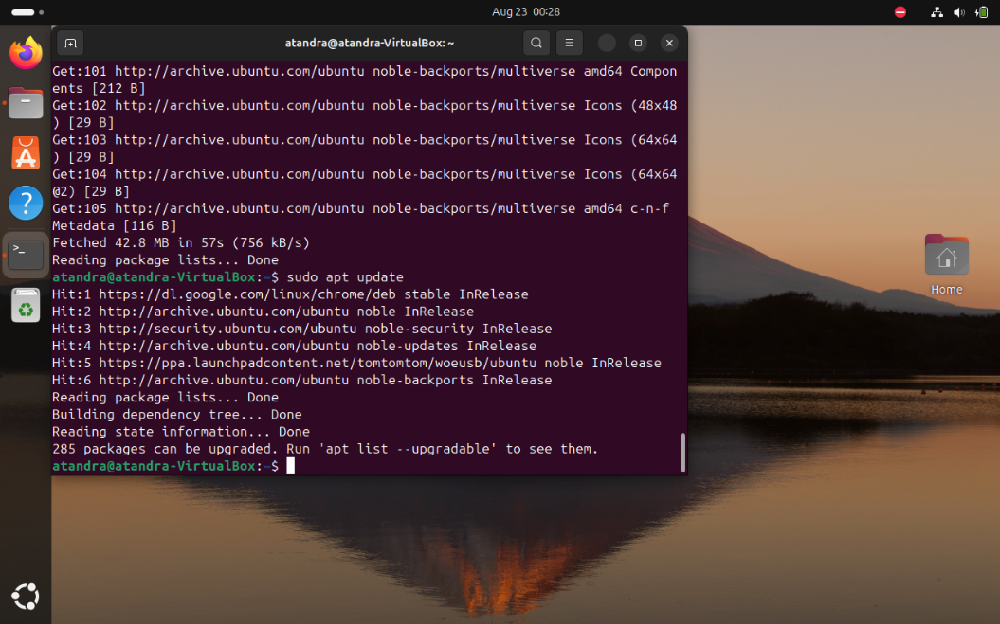 Aug 23 00:28
atandra@atandra-VirtualBox: ~
Get:101 http://archive.ubuntu.com/ubuntu noble-backports/multiverse amd64 Compon
ents [212 B]
Get:102 http://archive.ubuntu.com/ubuntu noble-backports/multiverse Icons (48x48
) [29 B]
Get:103 http://archive.ubuntu.com/ubuntu noble-backports/multiverse Icons (64x64
) [29 B]
Get:104 http://archive.ubuntu.com/ubuntu noble-backports/multiverse Icons (64x64
@2) [29 B]
Get:105 http://archive.ubuntu.com/ubuntu noble-backports/multiverse amd64 c-n-f
Metadata [116 B]
Fetched 42.8 MB in 57s (756 kB/s)
Reading package lists... Done
atandra@atandra-VirtualBox:~$ sudo apt update
Hit:1 https://dl.google.com/linux/chrome/deb stable InRelease
Hit:2 http://archive.ubuntu.com/ubuntu noble InRelease
Hit:3 http://security.ubuntu.com/ubuntu noble-security InRelease
Hit:4 http://archive.ubuntu.com/ubuntu noble-updates InRelease
Hit:5 https://ppa.launchpadcontent.net/tomtomtom/woeusb/ubuntu noble InRelease
Hit:6 http://archive.ubuntu.com/ubuntu noble-backports InRelease
Reading package lists... Done
Building dependency tree... Done
Reading state information... Done
285 packages can be upgraded. Run 'apt list --upgradable' to see them.
atandra@atandra-VirtualBox:~$
Home